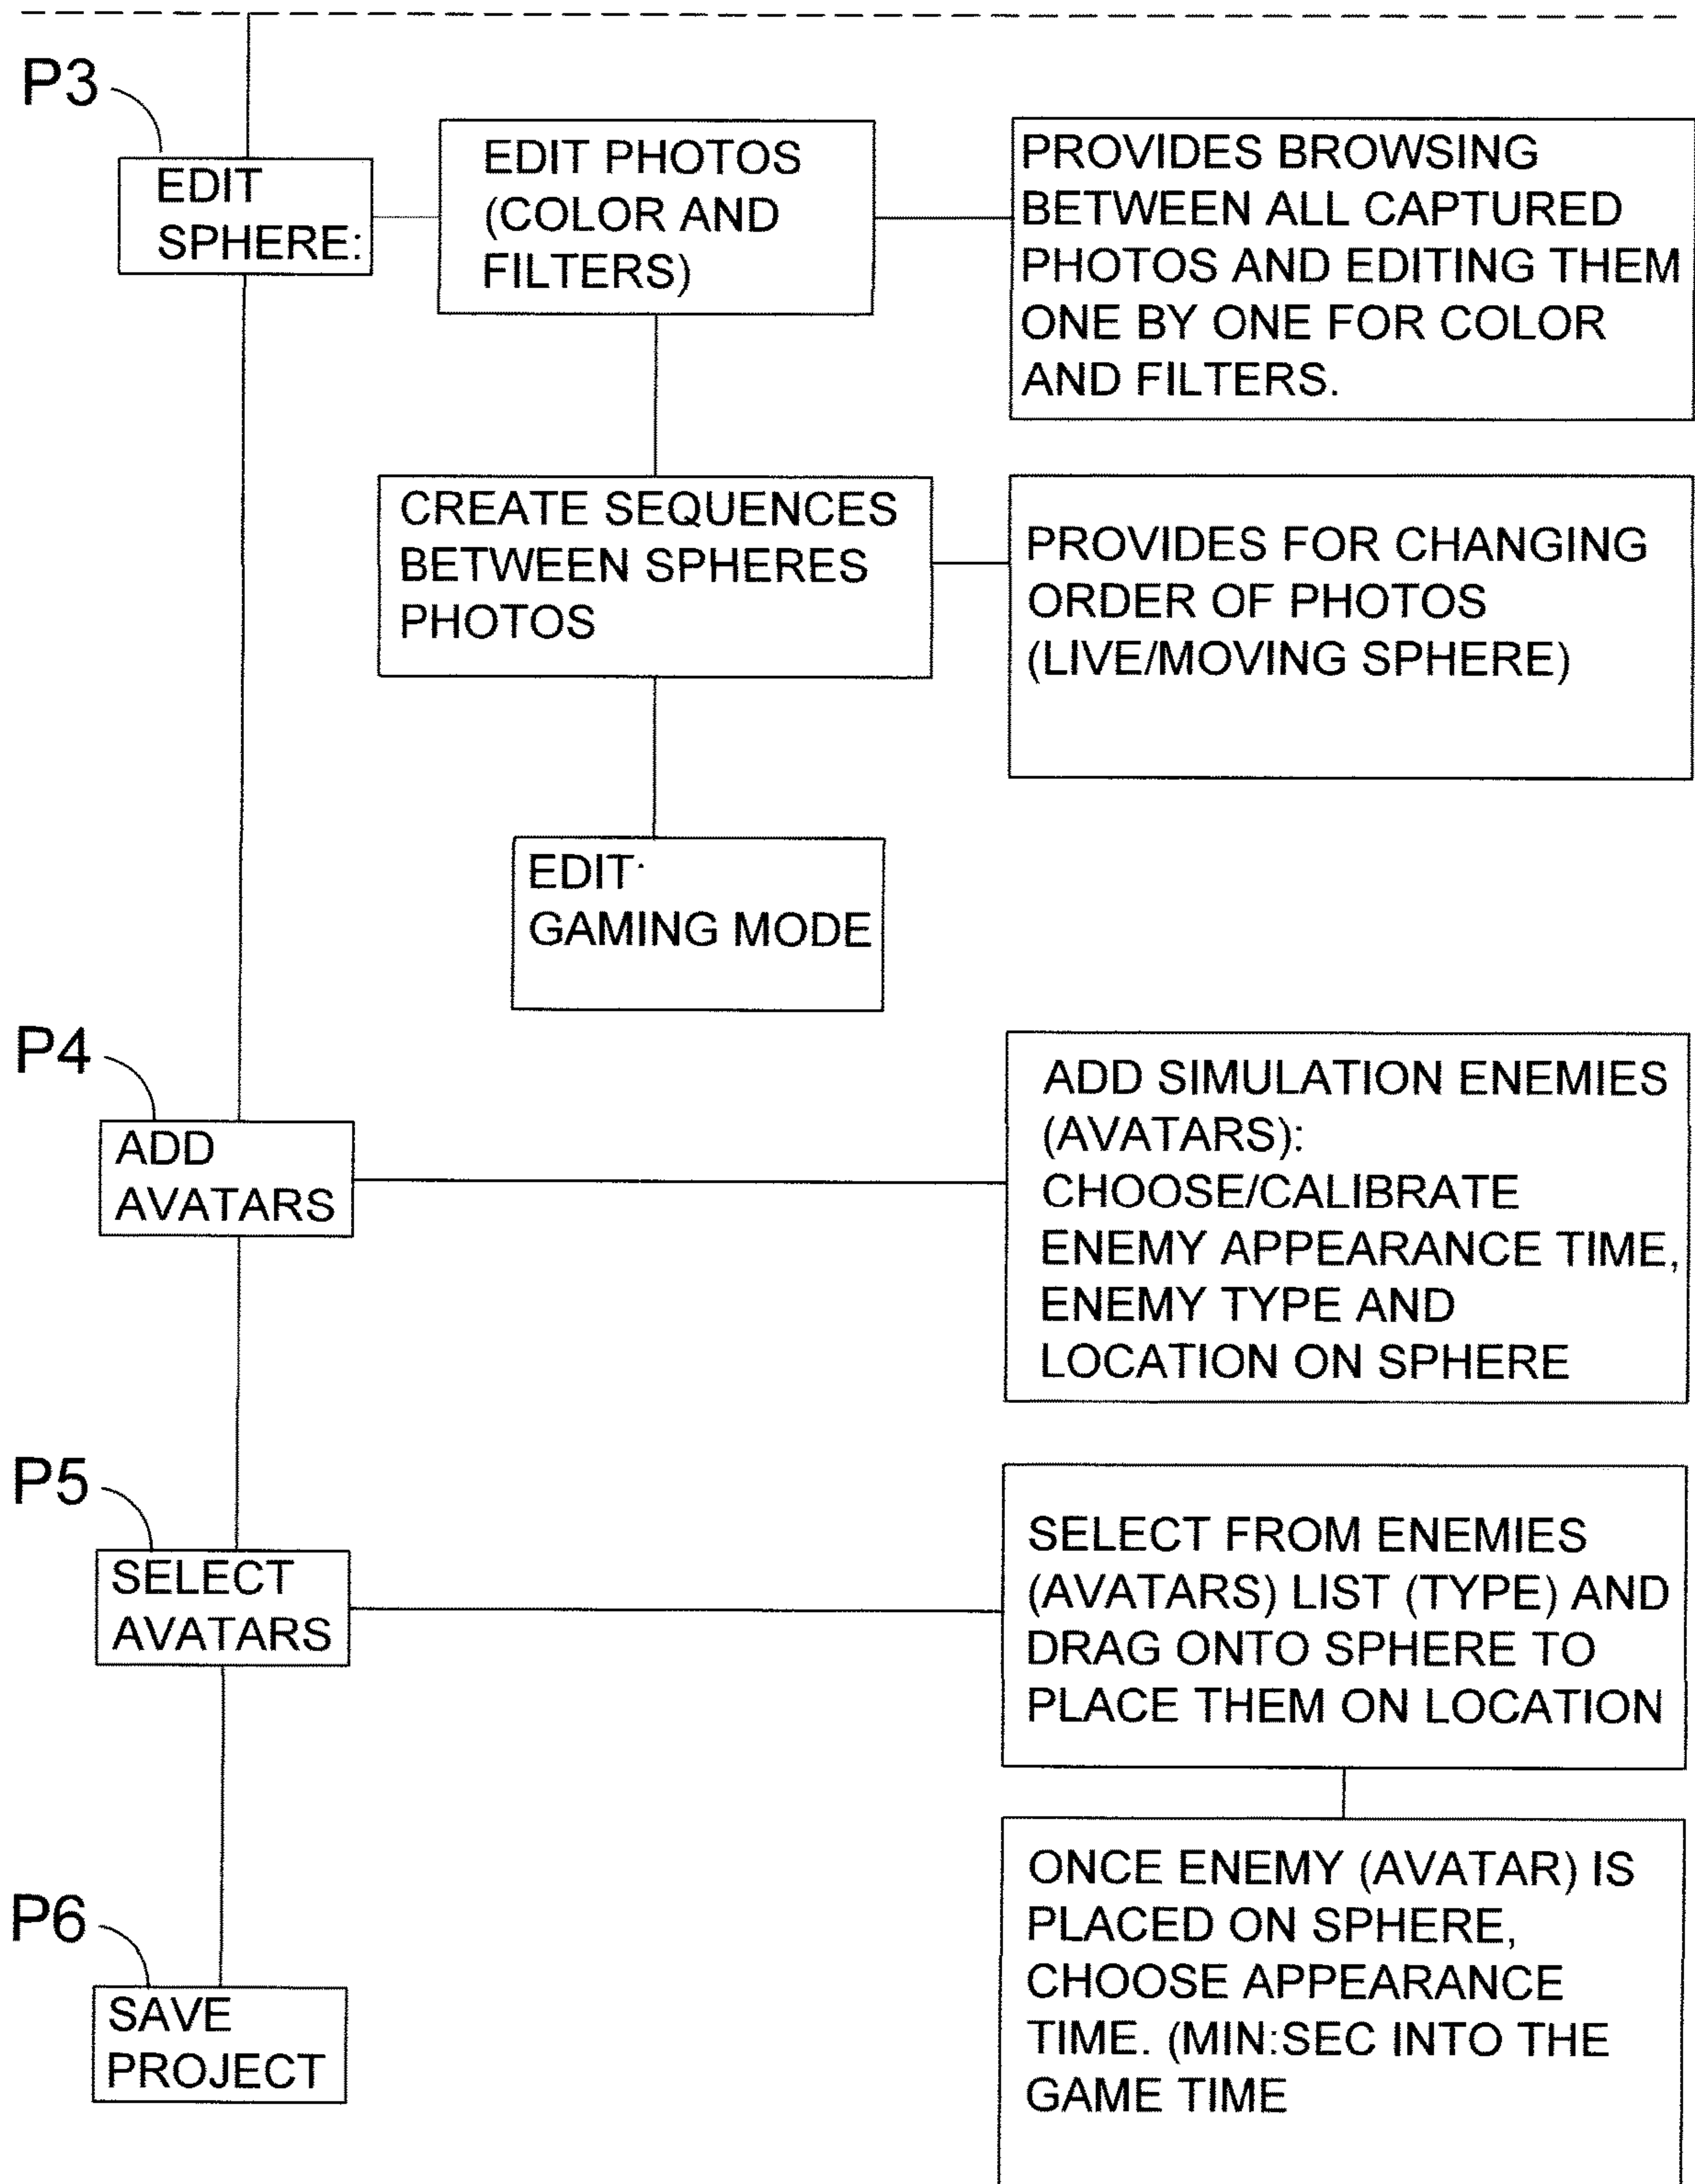 P3
EDIT
SPHERE:
EDIT PHOTOS
(COLOR AND
FILTERS)
PROVIDES BROWSING
BETWEEN ALL CAPTURED
PHOTOS AND EDITING THEM
ONE BY ONE FOR COLOR
AND FILTERS.
CREATE SEQUENCES
BETWEEN SPHERES
PHOTOS
PROVIDES FOR CHANGING
ORDER OF PHOTOS
(LIVE/MOVING SPHERE)
EDIT·
GAMING MODE
P4
ADD
AVATARS
ADD SIMULATION ENEMIES
(AVATARS):
CHOOSE/CALIBRATE
ENEMY APPEARANCE TIME,
ENEMY TYPE AND
LOCATION ON SPHERE
P5
SELECT
AVATARS
SELECT FROM ENEMIES
(AVATARS) LIST (TYPE) AND
DRAG ONTO SPHERE TO
PLACE THEM ON LOCATION
ONCE ENEMY (AVATAR) IS
PLACED ON SPHERE,
CHOOSE APPEARANCE
TIME. (MIN:SEC INTO THE
GAME TIME
P6
SAVE
PROJECT